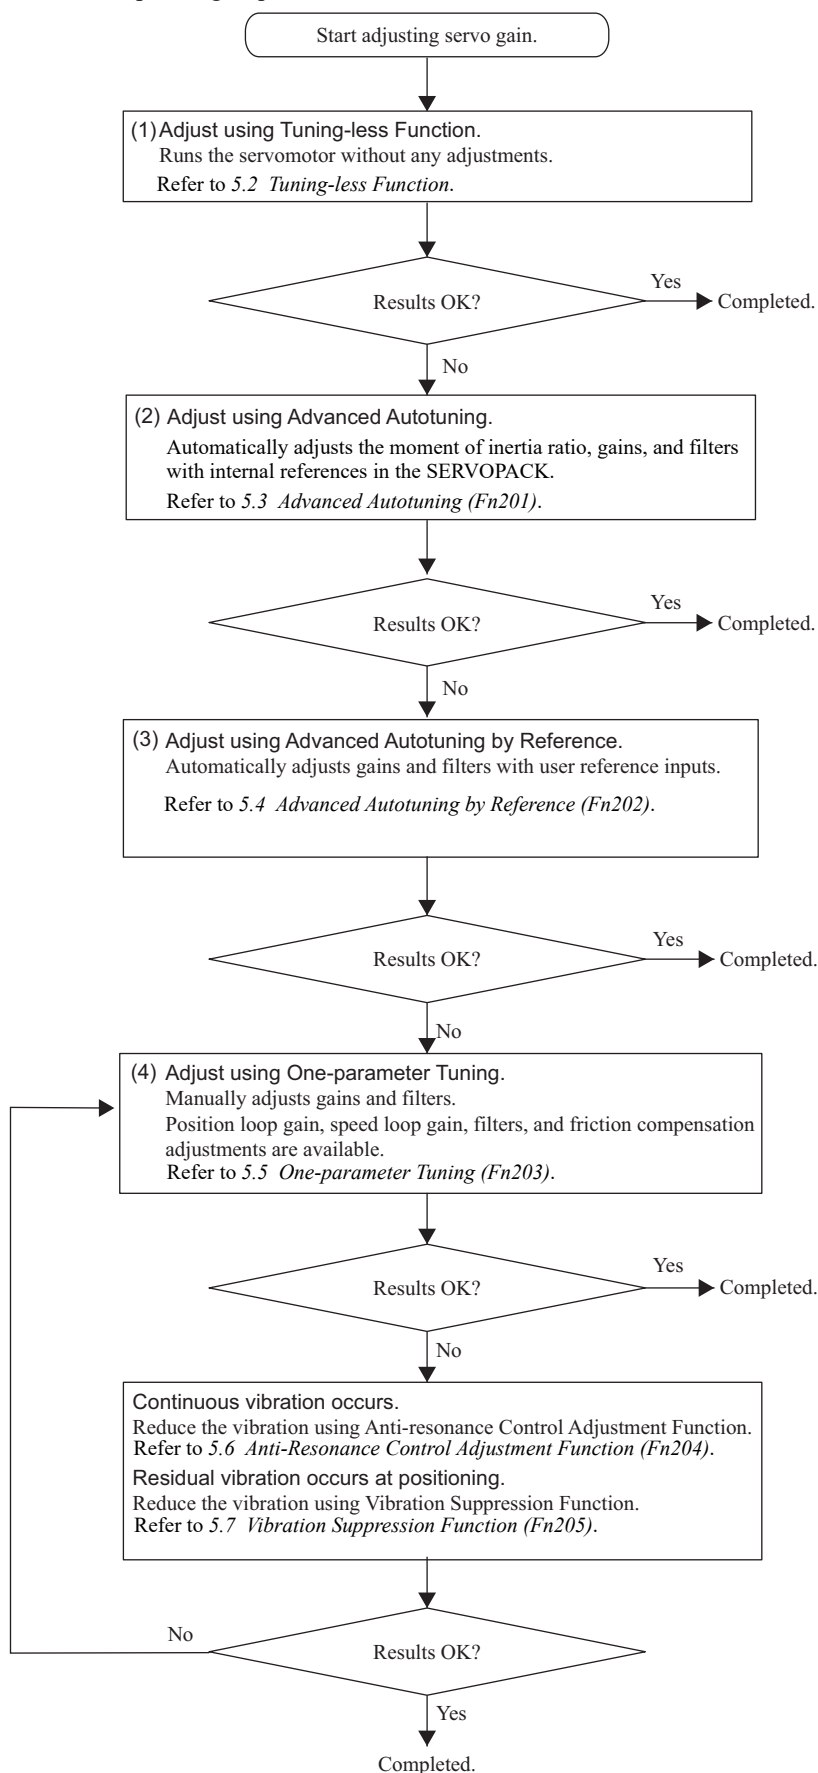 Start adjusting servo gain.
(1) Adjust using Tuning-less Function.
Runs the servomotor without any adjustments.
Refer to 5.2 Tuning-less Function.
Results OK?
Yes
Completed.
No
(2) Adjust using Advanced Autotuning.
Automatically adjusts the moment of inertia ratio, gains, and filters
with internal references in the SERVOPACK.
Refer to 5.3 Advanced Autotuning (Fn201).
Results OK?
Yes
Completed.
No
(3) Adjust using Advanced Autotuning by Reference.
Automatically adjusts gains and filters with user reference inputs.
Refer to 5.4 Advanced Autotuning by Reference (Fn202).
Results OK?
Yes
Completed.
No
(4) Adjust using One-parameter Tuning.
Manually adjusts gains and filters.
Position loop gain, speed loop gain, filters, and friction compensation
adjustments are available.
Refer to 5.5 One-parameter Tuning (Fn203).
Results OK?
Yes
Completed.
No
Continuous vibration occurs.
Reduce the vibration using Anti-resonance Control Adjustment Function.
Refer to 5.6 Anti-Resonance Control Adjustment Function (Fn204).
Residual vibration occurs at positioning.
Reduce the vibration using Vibration Suppression Function.
Refer to 5.7 Vibration Suppression Function (Fn205).
No
Results OK?
Yes
Completed.